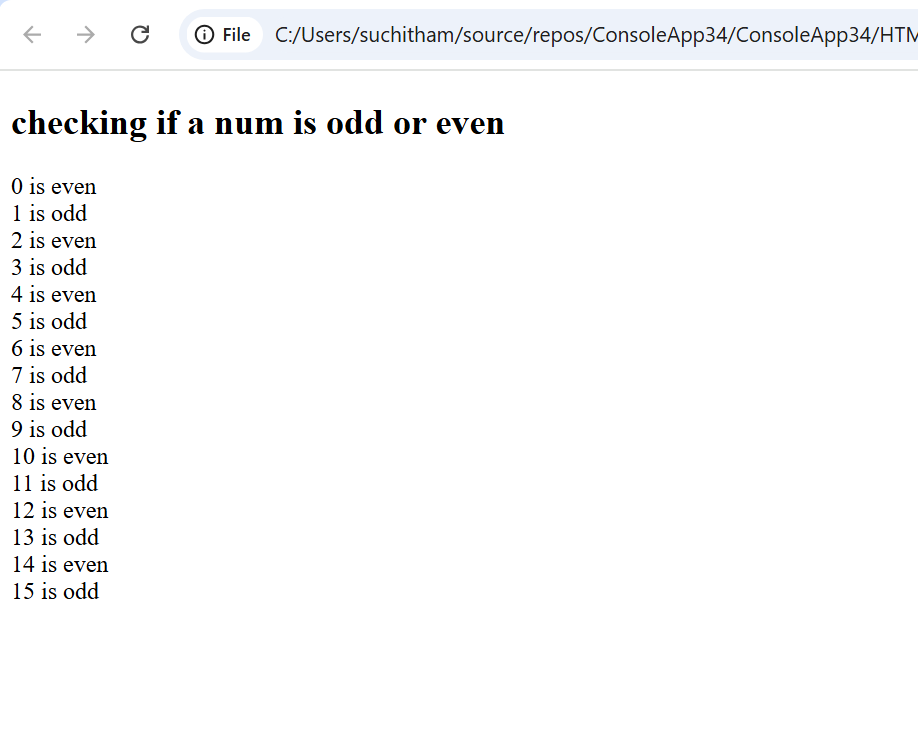 File C:/Users/suchitham/source/repos/ConsoleApp34/ConsoleApp34/HTM
checking if a num is odd or even
0 is even
1 is odd
2 is even
3 is odd
4 is even
5 is odd
6 is even
7 is odd
8 is even
9 is odd
10 is even
11 is odd
12 is even
13 is odd
14 is even
15 is odd